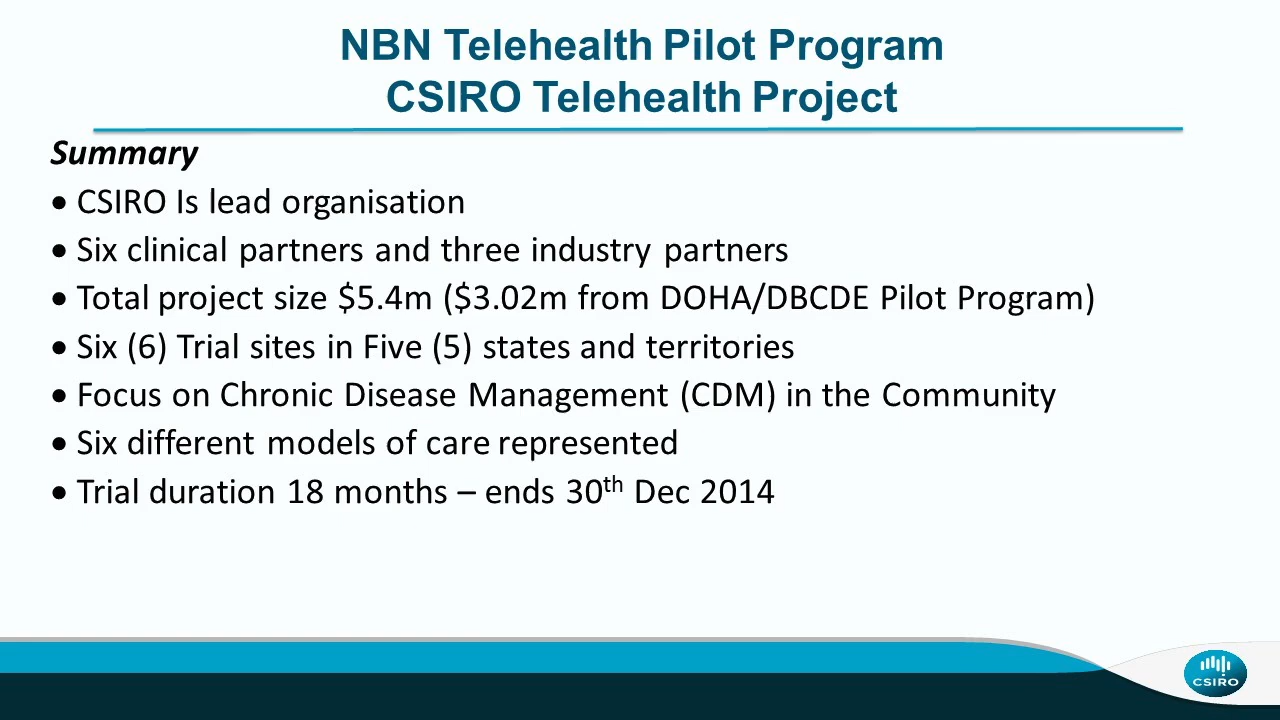 NBN Telehealth Pilot Program
CSIRO Telehealth Project
Summary
• CSIRO Is lead organisation
• Six clinical partners and three industry partners
• Total project size $5.4m ($3.02m from DOHA/DBCDE Pilot Program)
• Six (6) Trial sites in Five (5) states and territories
• Focus on Chronic Disease Management (CDM) in the Community
• Six different models of care represented
• Trial duration 18 months – ends 30th Dec 2014
CSIRO